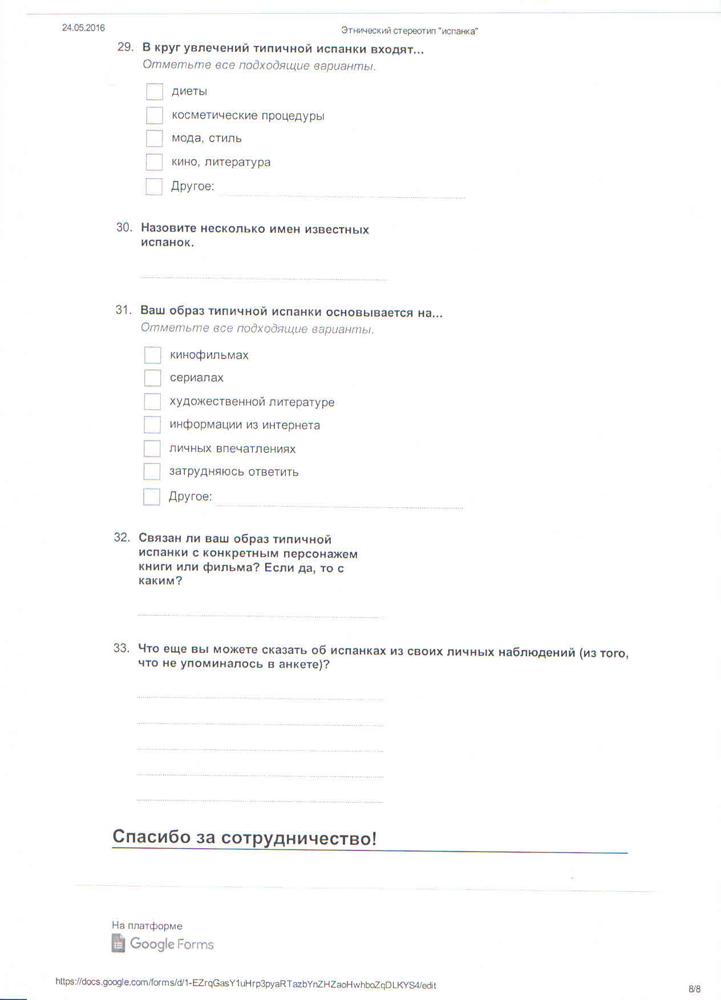 24.05.2016
Этнический стереотип "испанка"
29. В круг увлечений типичной испанки входят...
Отметьте все подходящие варианты.
диеты
косметические процедуры
мода, стиль
кино, литература
Другое:
30. Назовите несколько имен известных
испанок.
31. Ваш образ типичной испанки основывается на...
Отметьте все подходящие варианты.
кинофильмах
сериалах
художественной литературе
информации из интернета
личных впечатлениях
затрудняюсь ответить
Другое:
32. Связан ли ваш образ типичной
испанки с конкретным персонажем
книги или фильма? Если да, то с
каким?
33. Что еще вы можете сказать об испанках из своих личных наблюдений (из того,
что не упоминалось в анкете)?
Спасибо за сотрудничество!
На платформе
Google Forms
https://docs.google.com/forms/d/1-EZrqGasY1uHrp3pyaRTazbYnZHZaoHwhboZqDLKYS4/edit
8/8